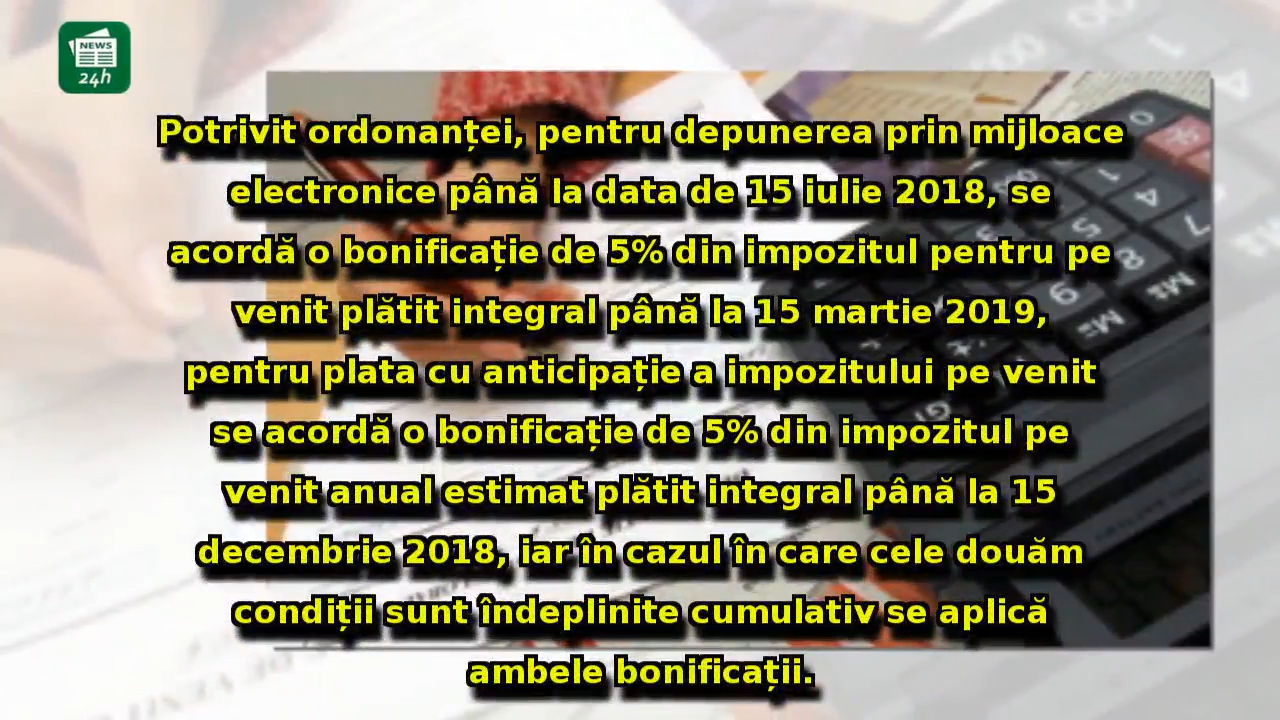 NEWS
24h
Potrivit ordonanței, pentru depunerea prin mijloace
electronice până la data de 15 iulie 2018, se
acordă o bonificație de 5% din impozitul pentru pe
venit plătit integral până la 15 martie 2019,
pentru plata cu anticipație a impozitului pe venit
se acordă o bonificație de 5% din impozitul pe
venit anual estimat plătit integral până la 15
decembrie 2018, iar în cazul în care cele douăm
condiții sunt îndeplinite cumulativ se aplică
ambele bonificații.